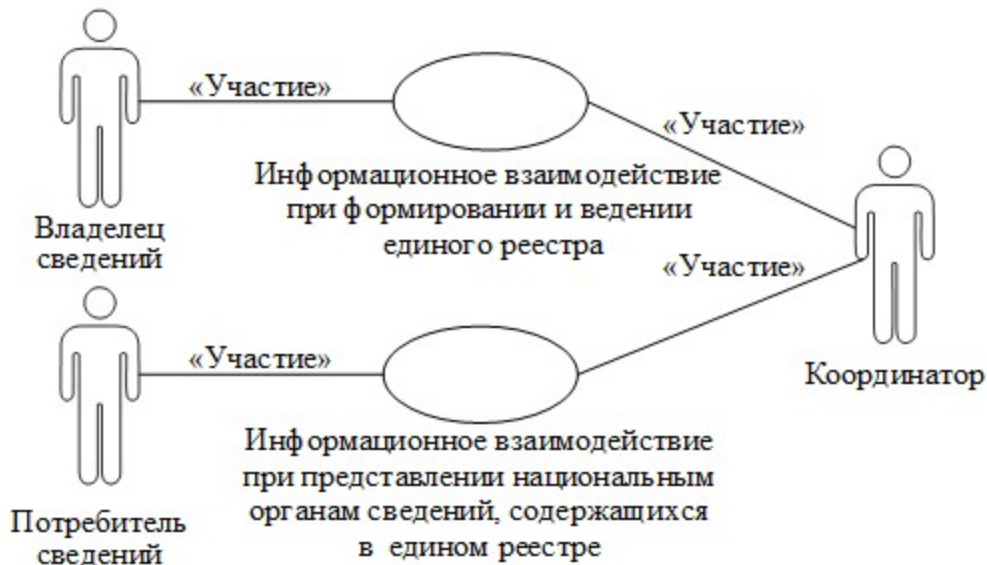 «Участие»
«Участие»
Информационное взаимодействие
при формировании и ведении
единого реестра
Владелец
сведений
«Участие»
«Участие»
Координатор
Информационное взаимодействие
при представлении национальным
органам сведений, содержащихся
в едином реестре
Потребитель
сведений